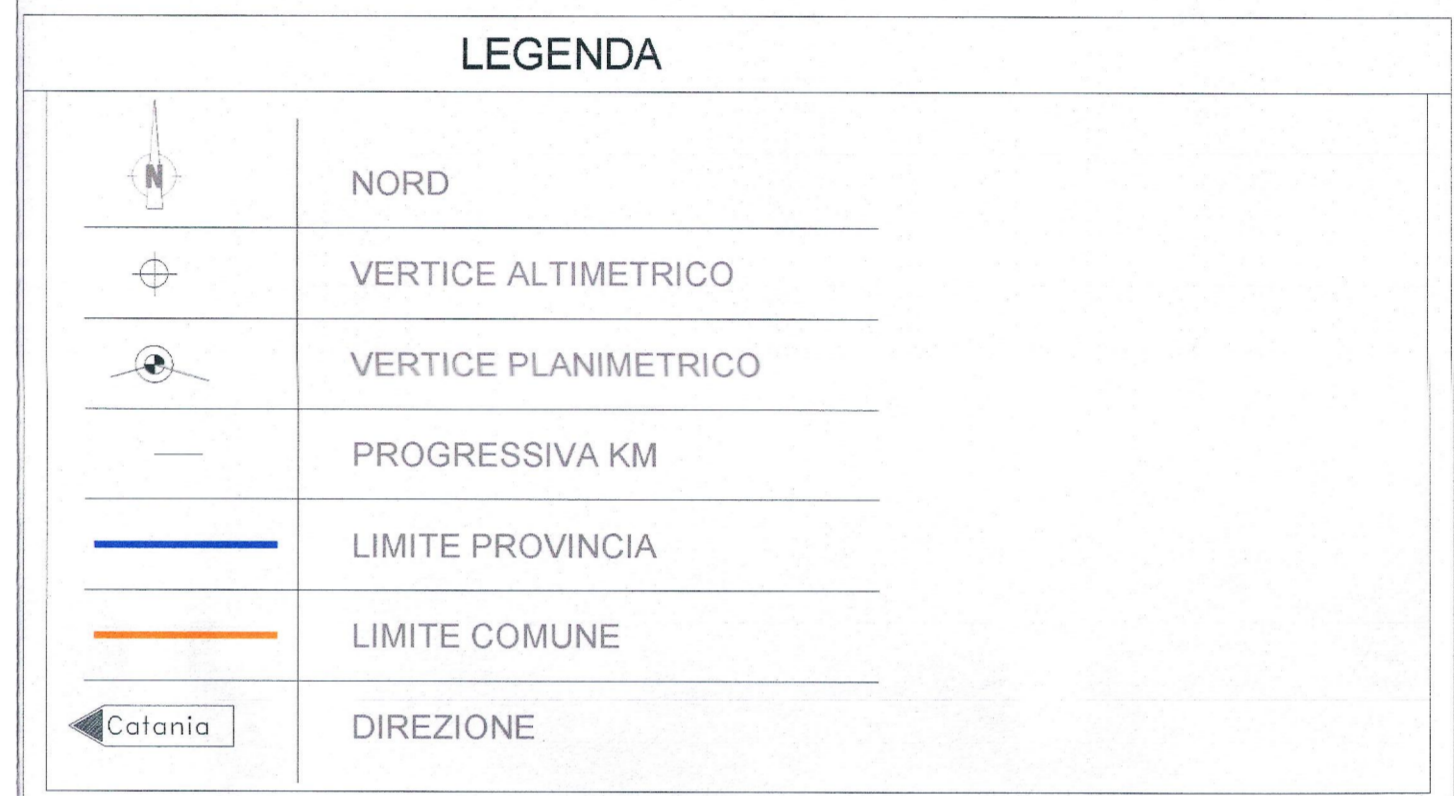 LEGENDA
N NORD
VERTICE ALTIMETRICO
VERTICE PLANIMETRICO
PROGRESSIVA KM
LIMITE PROVINCIA
LIMITE COMUNE
Catania DIREZIONE